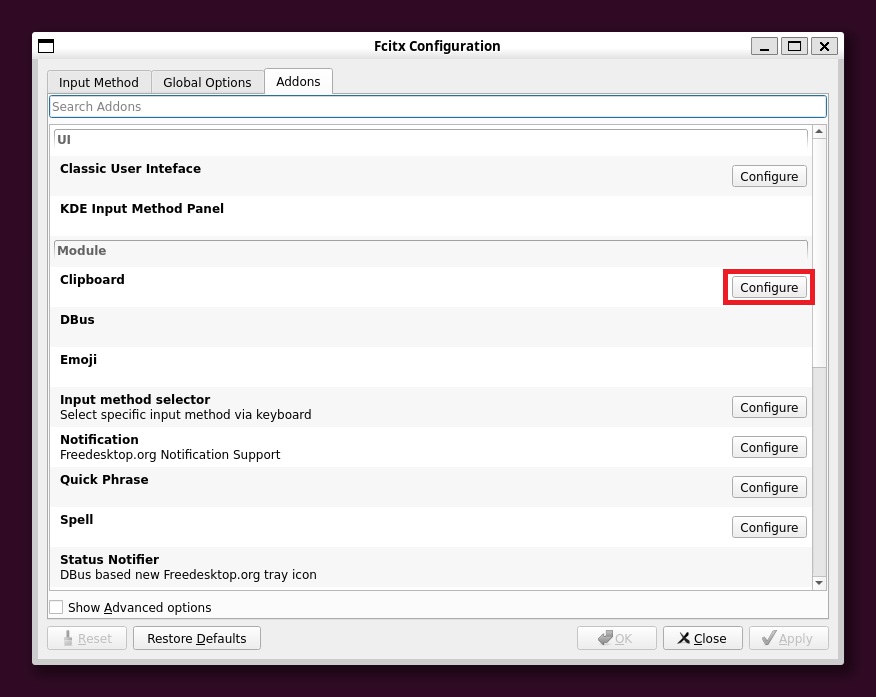 Fcitx Configuration
Input Method Global Options Addons
Search Addons
UI
Classic User Inteface Configure
KDE Input Method Panel
Module
Clipboard Configure
DBus
Emoji
Input method selector
Select specific input method via keyboard Configure
Notification
Freedesktop.org Notification Support Configure
Quick Phrase Configure
Spell Configure
Status Notifier
DBus based new Freedesktop.org tray icon
Show Advanced options
Reset Restore Defaults OK Close Apply